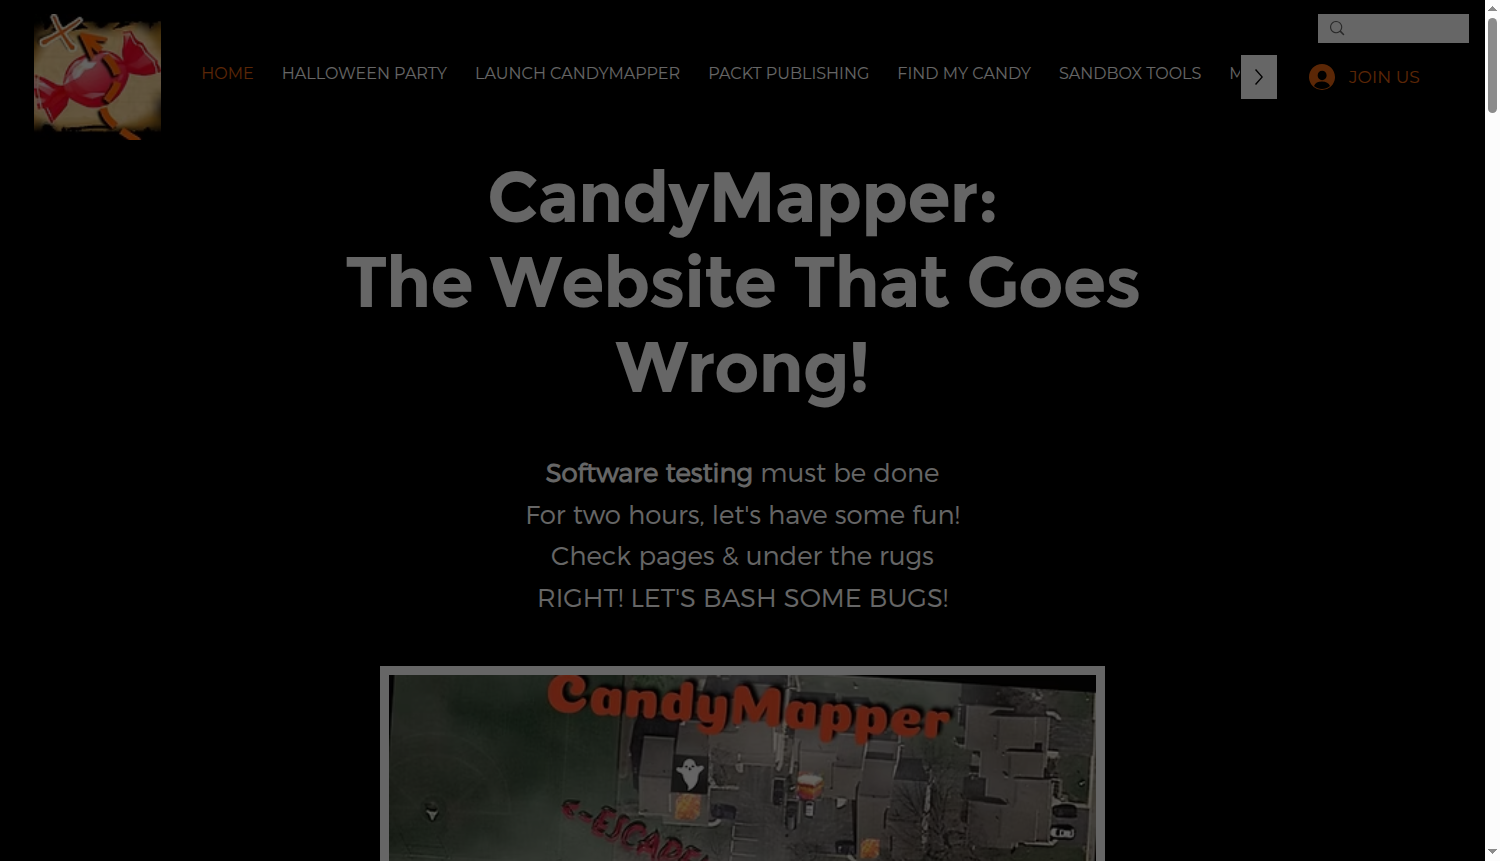 HOME HALLOWEEN PARTY LAUNCH CANDYMAPPER PACKT PUBLISHING FIND MY CANDY SANDBOX TOOLS JOIN US
CandyMapper:
The Website That Goes
Wrong!
Software testing must be done
For two hours, let's have some fun!
Check pages & under the rugs
RIGHT! LET'S BASH SOME BUGS!
CandyMapper
E-ESCAPE